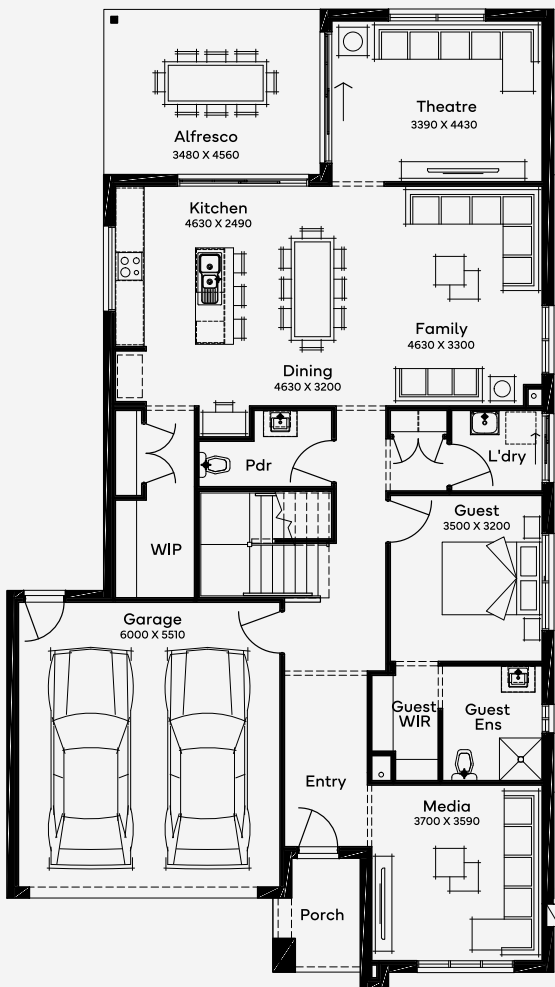 Theatre
3390 X 4430
Alfresco
3480 X 4560
Kitchen
4630 X 2490
Family
4630 X 3300
Dining
4630 X 3200
Pdr
L'dry
Guest
3500 X 3200
WIP
Garage
6000 X 5510
Guest
WIR
Guest
Ens
Entry
Media
3700 X 3590
Porch